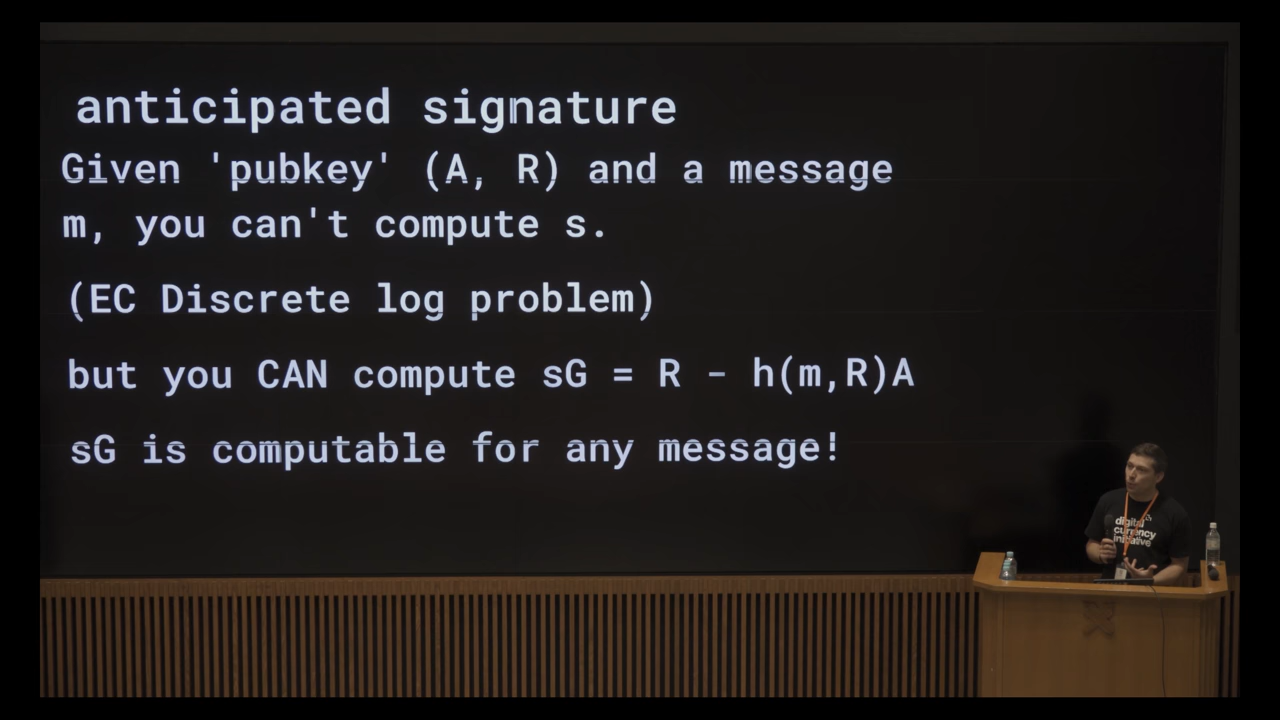 anticipated signature
Given 'pubkey' (A, R) and a message
m, you can't compute s.
(EC Discrete log problem)
but you CAN compute sG = R - h(m,R)A
sG is computable for any message!
digital
currency
initiative